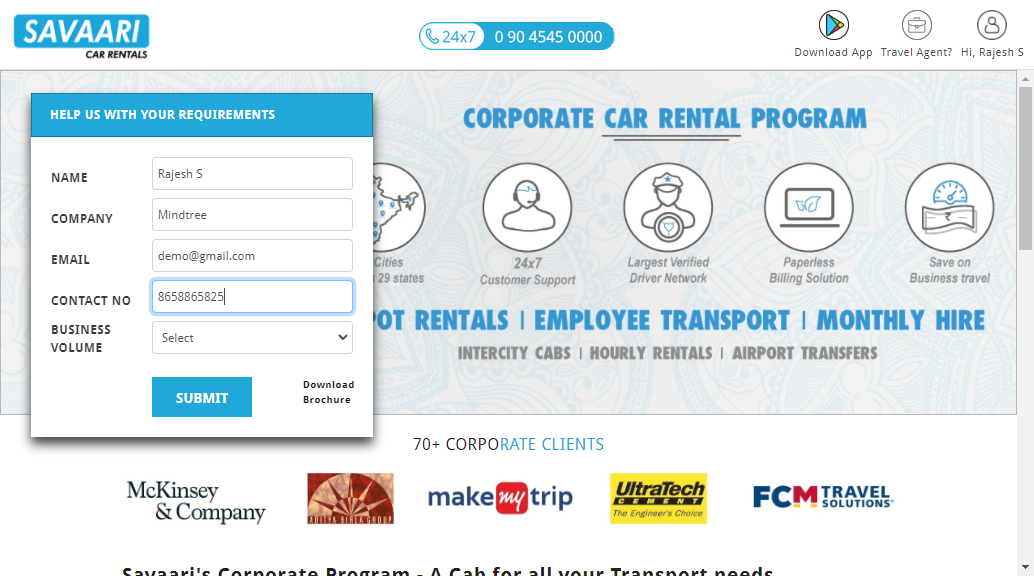 SAVAARI
CAR RENTALS
24x7 0 90 4545 0000
Download App
Travel Agent?
Hi, Rajesh S
HELP US WITH YOUR REQUIREMENTS
NAME
Rajesh S
COMPANY
Mindtree
EMAIL
demo@gmail.com
CONTACT NO
8658865825
BUSINESS
VOLUME
Select
SUBMIT
Download
Brochure
CORPORATE CAR RENTAL PROGRAM
Cities
29 states
24x7
Customer Support
Largest Verified
Driver Network
Paperless
Billing Solution
Save on
Business travel
OT RENTALS | EMPLOYEE TRANSPORT | MONTHLY HIRE
INTERCITY CABS | HOURLY RENTALS | AIRPORT TRANSFERS
70+ CORPORATE CLIENTS
McKinsey
& Company
ADITYA BIRLA GROUP
make my trip
UltraTech
CEMENT
The Engineer's Choice
FCM TRAVEL
SOLUTIONS
Savaari's Corporate Program - A Cab for all your Transport needs